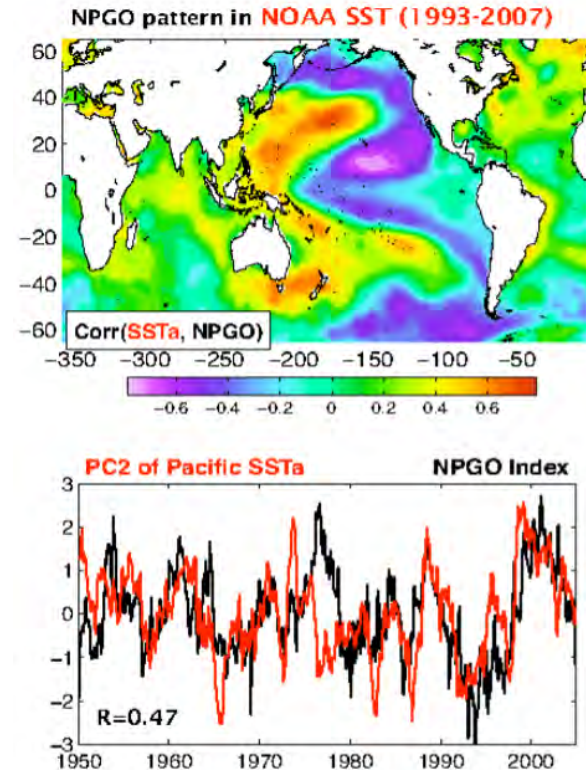 NPGO pattern in NOAA SST (1993-2007)
60
40
20
0
−20
−40
−60
Corr(SSTa, NPGO)
−350 −300 −250 −200 −150 −100 −50
−0.6 −0.4 −0.2 0 0.2 0.4 0.6
PC2 of Pacific SSTa NPGO Index
3
2
1
0
−1
−2
−3
R=0.47
1950 1960 1970 1980 1990 2000